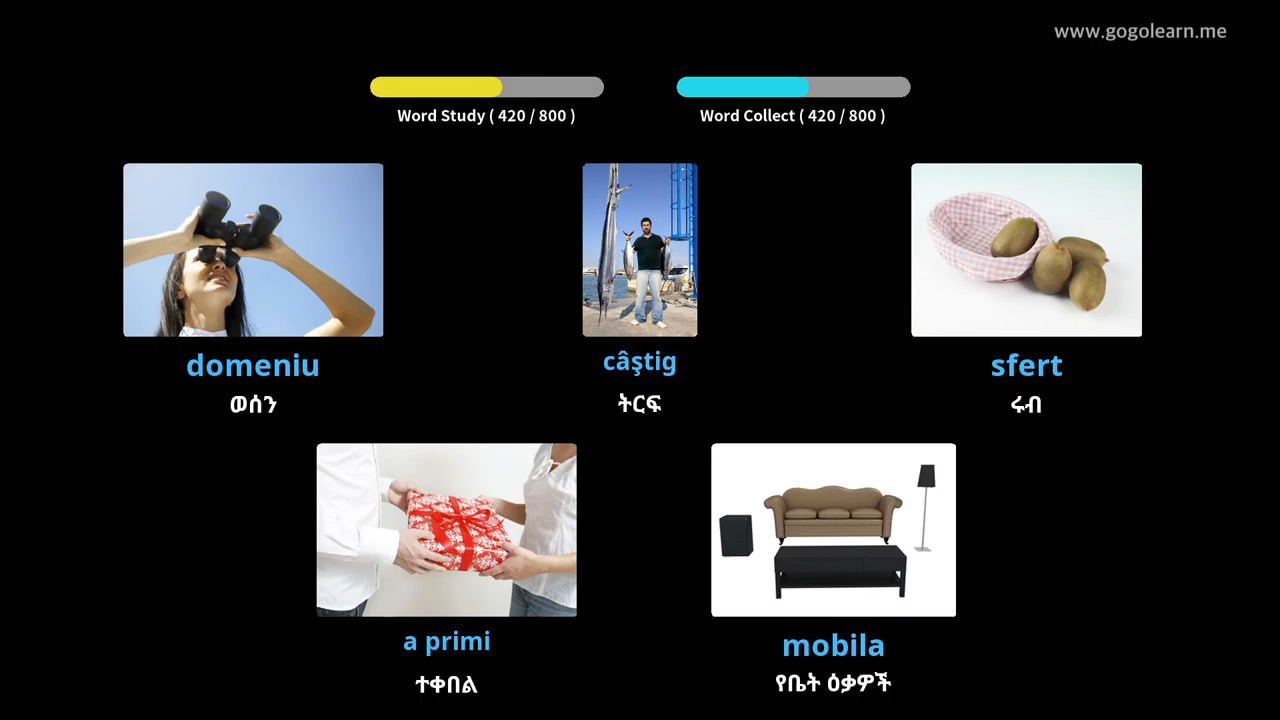 www.gogolearn.me
Word Study ( 420 / 800 )
Word Collect ( 420 / 800 )
domeniu
ወሰን
câştig
ትርፍ
sfert
ሩብ
a primi
ተቀበል
mobila
የቤት ዕቃዎች